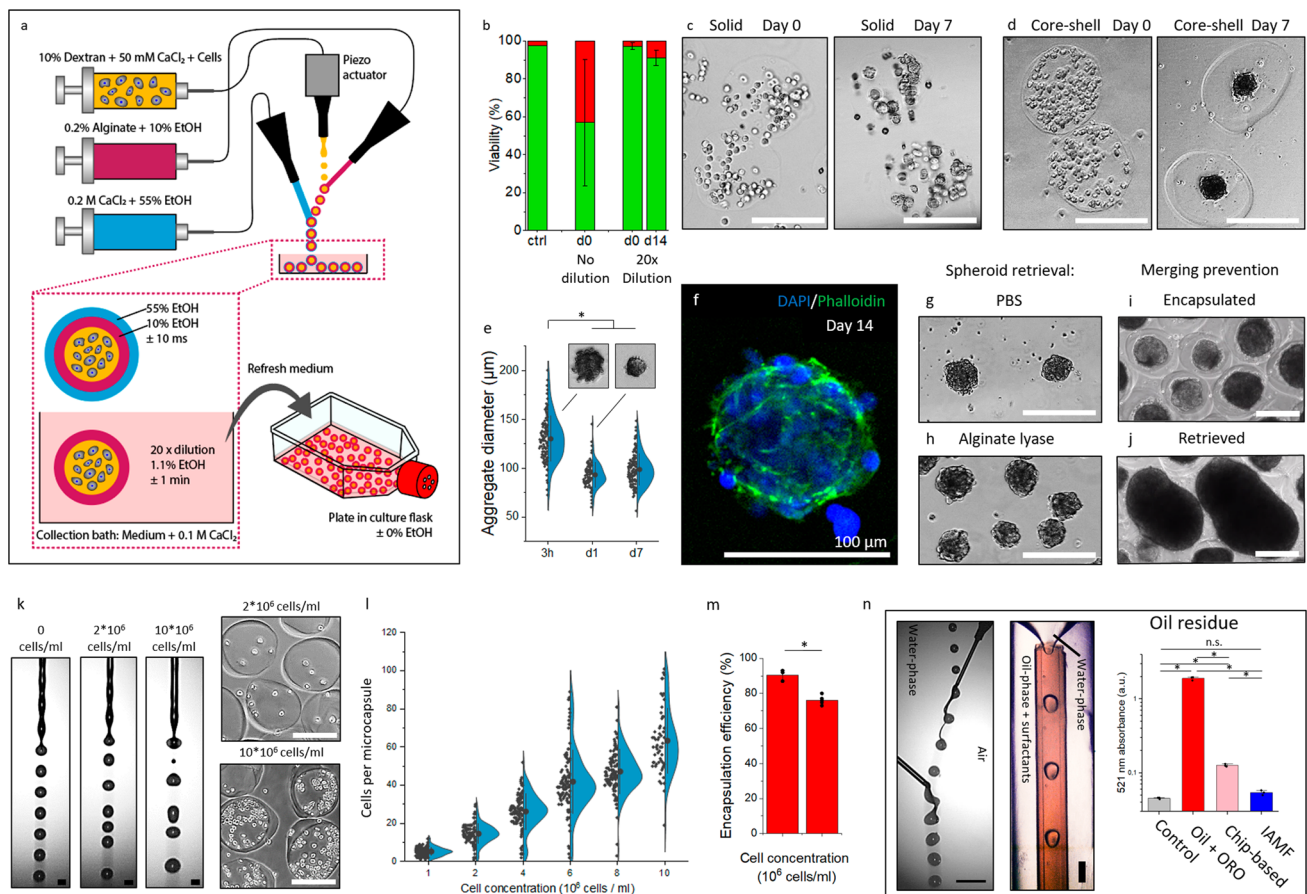 a
10% Dextran + 50 mM CaCl₂ + Cells
Piezo
actuator
0.2% Alginate + 10% EtOH
0.2 M CaCl₂ + 55% EtOH
55% EtOH
10% EtOH
± 10 ms
Refresh medium
20 x dilution
1.1% EtOH
± 1 min
Collection bath: Medium + 0.1 M CaCl₂
Plate in culture flask
± 0% EtOH
b
Viability (%)
100
80
60
40
20
0
ctrl
d0
d0
d14
No
dilution
20x
Dilution
c
Solid
Day 0
Solid
Day 7
d
Core-shell
Day 0
Core-shell
Day 7
e
*
Aggregate diameter (µm)
200
150
100
50
3h
d1
d7
f
DAPI/Phalloidin
Day 14
100 µm
Spheroid retrieval:
g
PBS
h
Alginate lyase
Merging prevention
i
Encapsulated
j
Retrieved
k
0
cells/ml
2*10⁶
cells/ml
10*10⁶
cells/ml
2*10⁶ cells/ml
10*10⁶ cells/ml
l
Cells per microcapsule
120
100
80
60
40
20
0
1
2
4
6
8
10
Cell concentration (10⁶ cells / ml)
m
*
Encapsulation efficiency (%)
100
80
60
40
20
0
Cell concentration
(10⁶ cells/ml)
n
Water-phase
Air
Oil-phase + surfactants
Water-phase
Oil residue
n.s.
*
*
*
*
*
521 nm absorbance (a.u.)
1
0.1
Control
Oil + ORO
Chip-based
IAMF